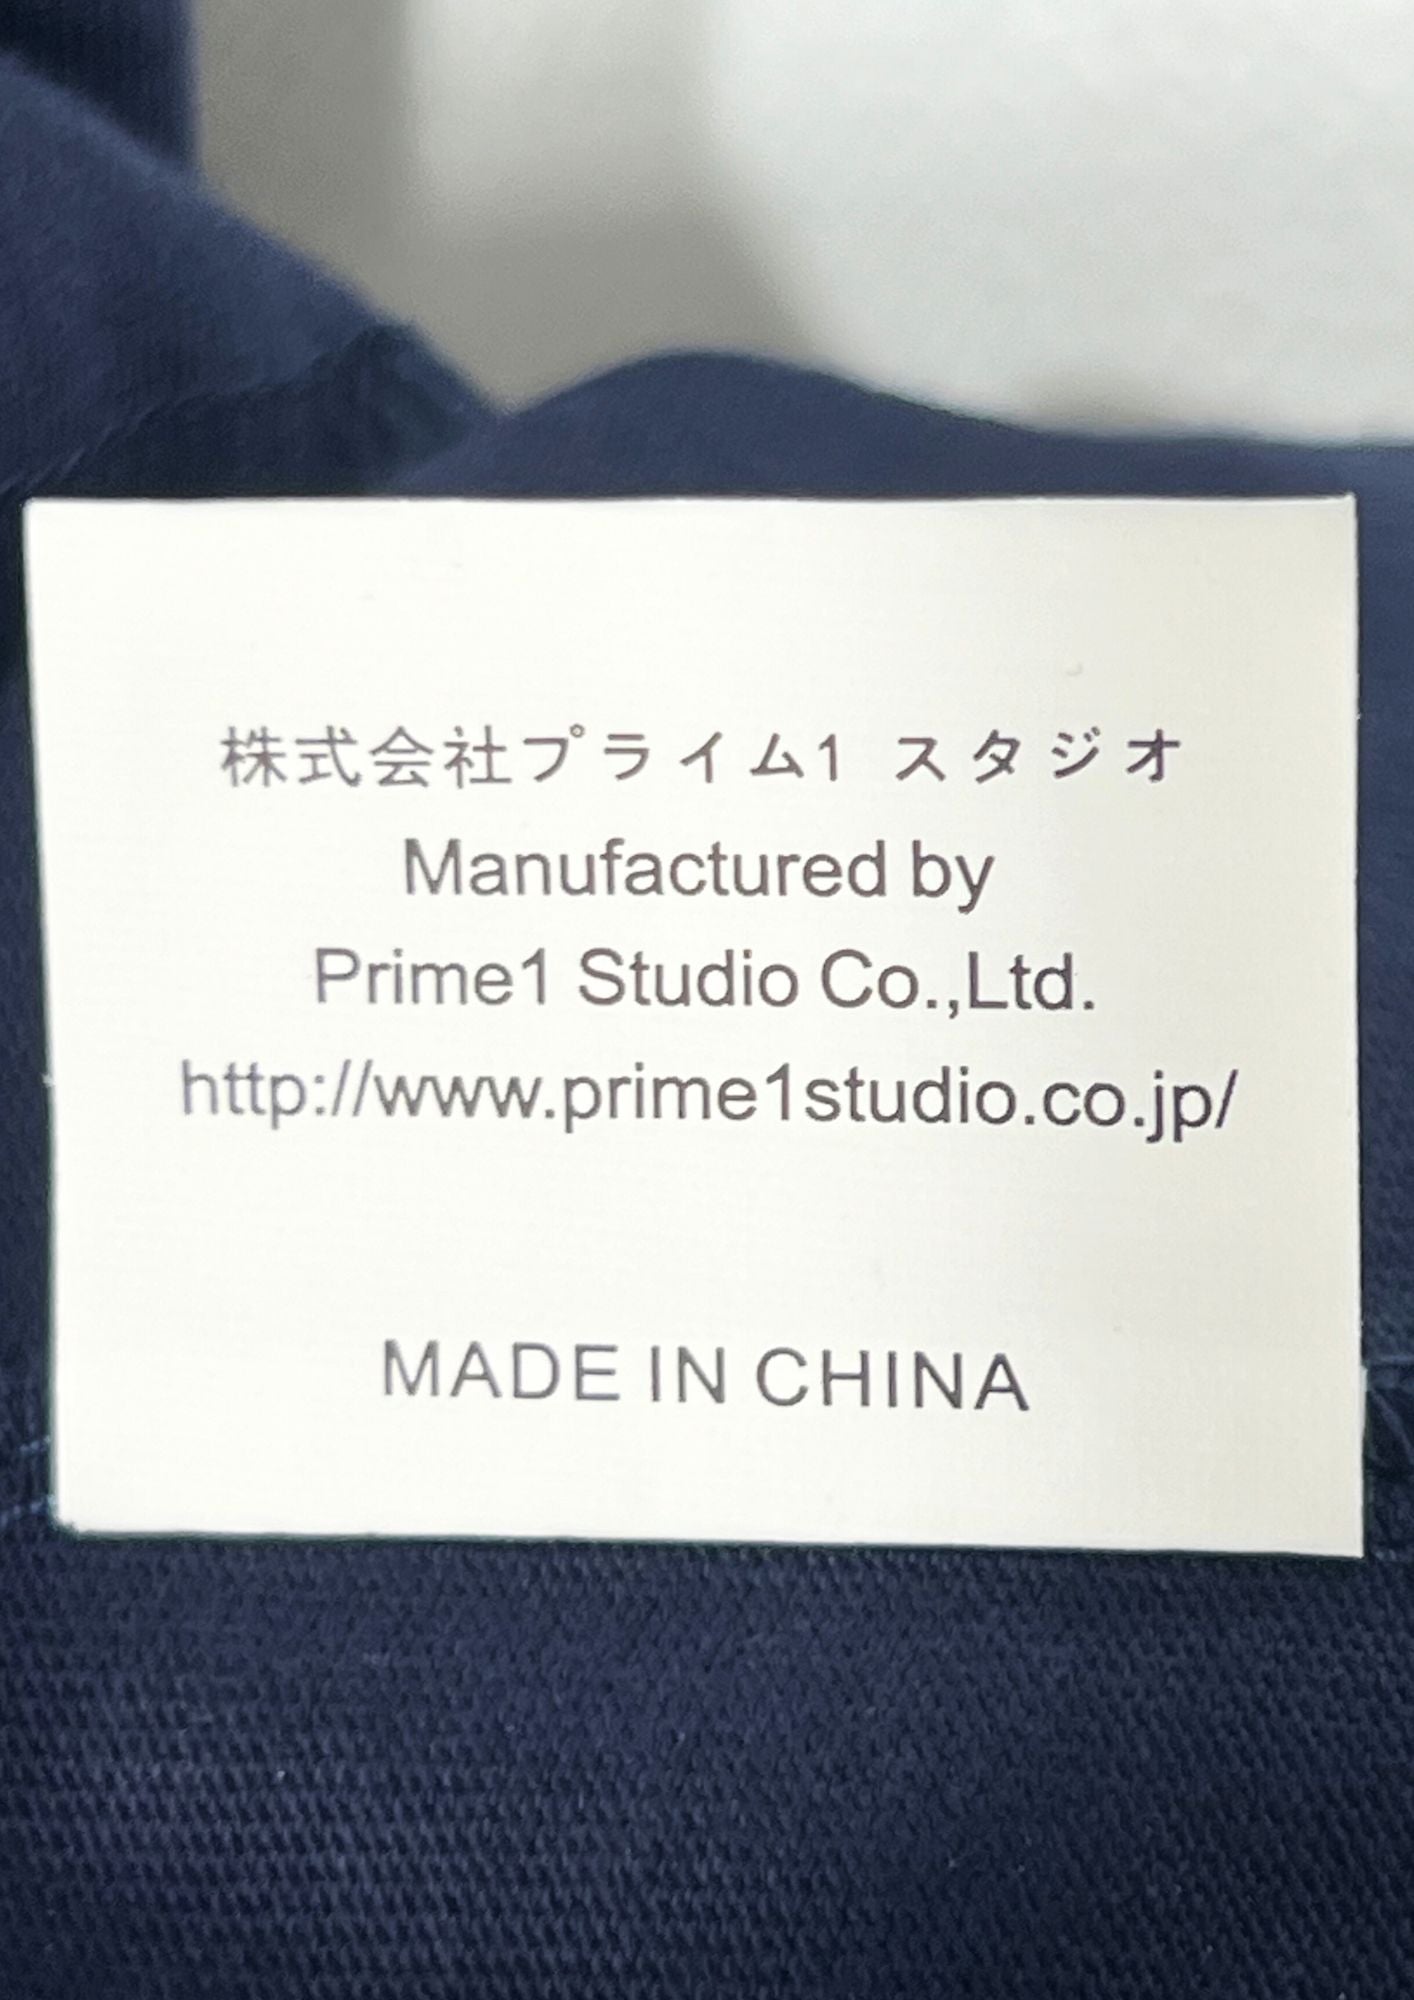 株式会社プライム1 スタジオ
Manufactured by
Prime1 Studio Co.,Ltd.
http://www.prime1studio.co.jp/
MADE IN CHINA